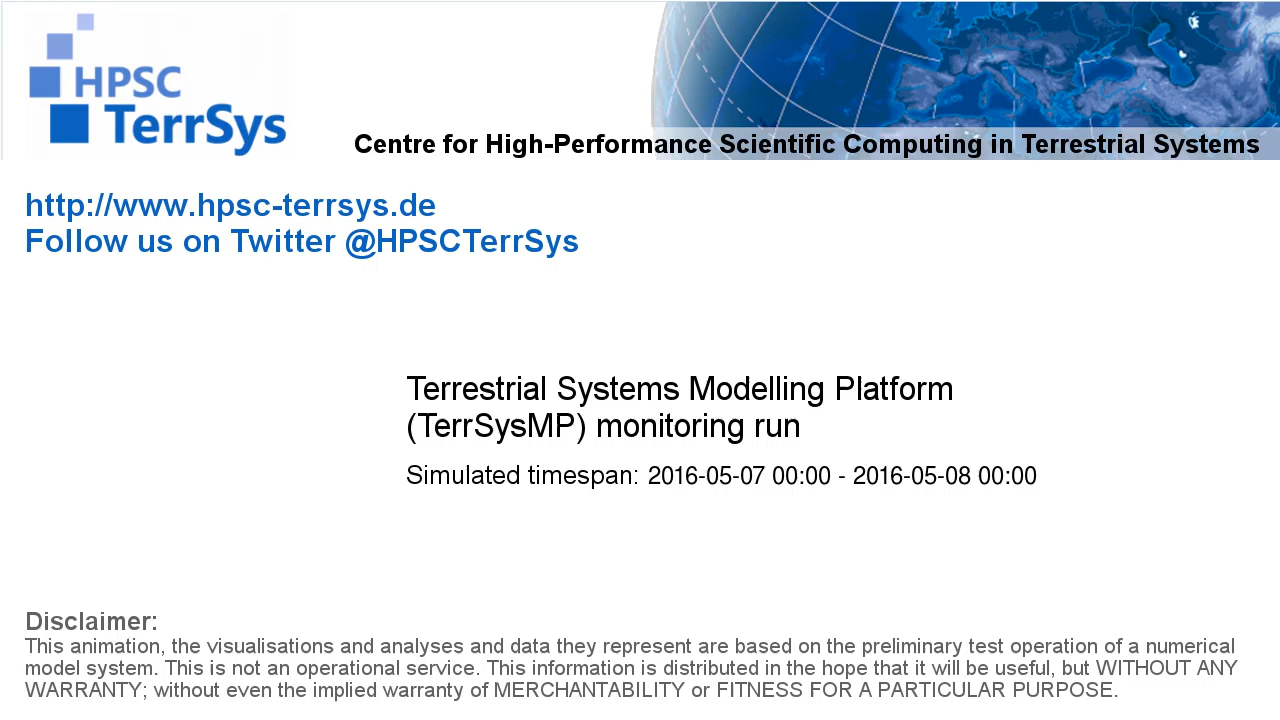 HPSC
TerrSys
Centre for High-Performance Scientific Computing in Terrestrial Systems
http://www.hpsc-terrsys.de
Follow us on Twitter @HPSCTerrSys
Terrestrial Systems Modelling Platform
(TerrSysMP) monitoring run
Simulated timespan: 2016-05-07 00:00 - 2016-05-08 00:00
Disclaimer:
This animation, the visualisations and analyses and data they represent are based on the preliminary test operation of a numerical
model system. This is not an operational service. This information is distributed in the hope that it will be useful, but WITHOUT ANY
WARRANTY; without even the implied warranty of MERCHANTABILITY or FITNESS FOR A PARTICULAR PURPOSE.